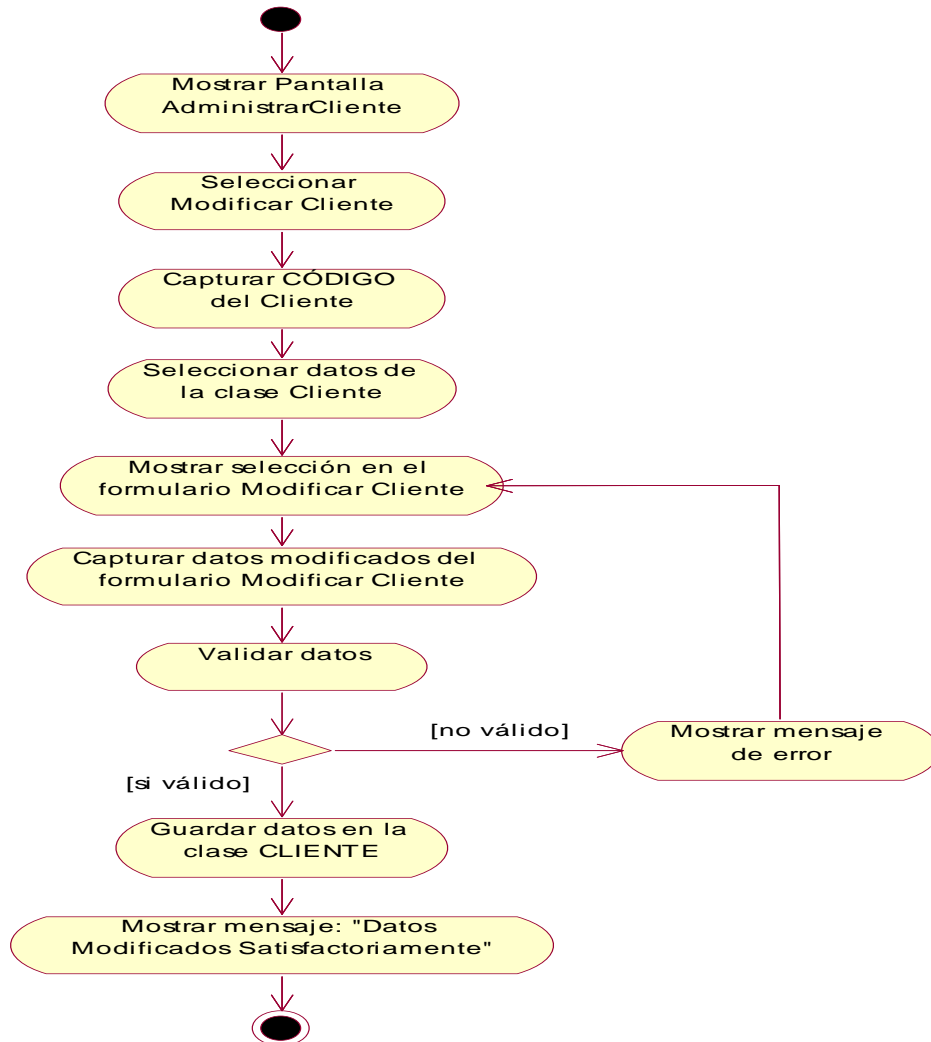 Mostrar Pantalla
AdministrarCliente
Seleccionar
Modificar Cliente
Capturar CÓDIGO
del Cliente
Seleccionar datos de
la clase Cliente
Mostrar selección en el
formulario Modificar Cliente
Capturar datos modificados del
formulario Modificar Cliente
Validar datos
[no válido]
Mostrar mensaje
de error
[si válido]
Guardar datos en la
clase CLIENTE
Mostrar mensaje: "Datos
Modificados Satisfactoriamente"